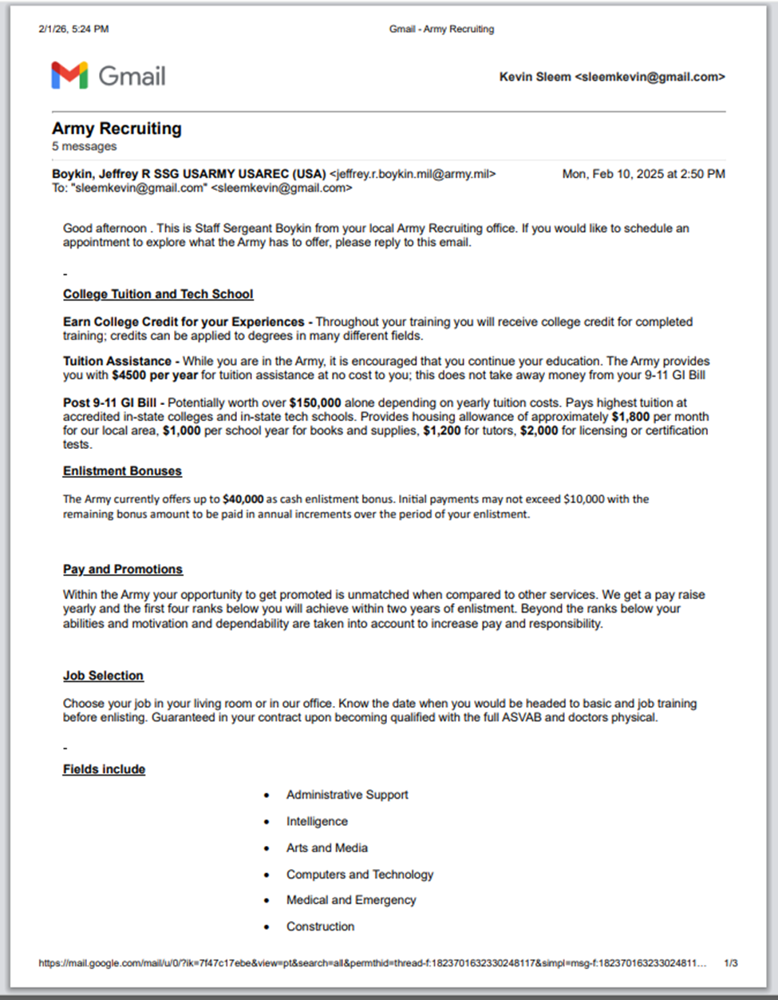 2/1/26, 5:24 PM
Gmail - Army Recruiting
Gmail
Kevin Sleem <sleemkevin@gmail.com>
Army Recruiting
5 messages
Boykin, Jeffrey R SSG USARMY USAREC (USA) <jeffrey.r.boykin.mil@army.mil>
Mon, Feb 10, 2025 at 2:50 PM
To: "sleemkevin@gmail.com" <sleemkevin@gmail.com>
Good afternoon . This is Staff Sergeant Boykin from your local Army Recruiting office. If you would like to schedule an
appointment to explore what the Army has to offer, please reply to this email.
-
College Tuition and Tech School
Earn College Credit for your Experiences - Throughout your training you will receive college credit for completed
training; credits can be applied to degrees in many different fields.
Tuition Assistance - While you are in the Army, it is encouraged that you continue your education. The Army provides
you with $4500 per year for tuition assistance at no cost to you; this does not take away money from your 9-11 GI Bill
Post 9-11 GI Bill - Potentially worth over $150,000 alone depending on yearly tuition costs. Pays highest tuition at
accredited in-state colleges and in-state tech schools. Provides housing allowance of approximately $1,800 per month
for our local area, $1,000 per school year for books and supplies, $1,200 for tutors, $2,000 for licensing or certification
tests.
Enlistment Bonuses
The Army currently offers up to $40,000 as cash enlistment bonus. Initial payments may not exceed $10,000 with the
remaining bonus amount to be paid in annual increments over the period of your enlistment.
Pay and Promotions
Within the Army your opportunity to get promoted is unmatched when compared to other services. We get a pay raise
yearly and the first four ranks below you will achieve within two years of enlistment. Beyond the ranks below your
abilities and motivation and dependability are taken into account to increase pay and responsibility.
Job Selection
Choose your job in your living room or in our office. Know the date when you would be headed to basic and job training
before enlisting. Guaranteed in your contract upon becoming qualified with the full ASVAB and doctors physical.
-
Fields include
• Administrative Support
• Intelligence
• Arts and Media
• Computers and Technology
• Medical and Emergency
• Construction
https://mail.google.com/mail/u/0/?ik=7f47c17ebe&view=pt&search=all&permthid=thread-f:1823701632330248117&simpl=msg-f:182370163233024811...
1/3